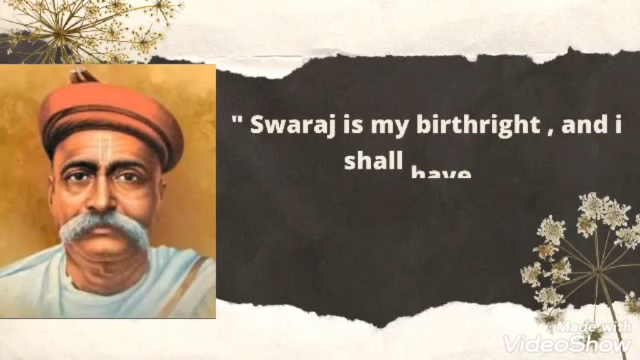 " Swaraj is my birthright , and i
shall have
Made with
VideoShow